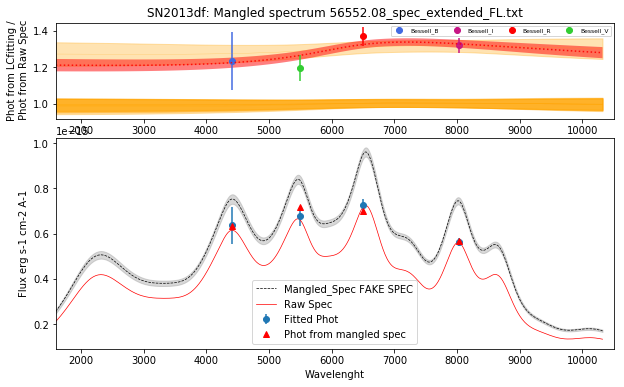 SN2013df: Mangled spectrum 56552.08_spec_extended_FL.txt
Phot from LCfitting /
Phot from Raw Spec
1.4
1.2
1.0
Bessell_B
Bessell_I
Bessell_R
Bessell_V
2000 3000 4000 5000 6000 7000 8000 9000 10000
Flux erg s-1 cm-2 A-1
1.0
0.8
0.6
0.4
0.2
Mangled_Spec FAKE SPEC
Raw Spec
Fitted Phot
Phot from mangled spec
2000 3000 4000 5000 6000 7000 8000 9000 10000
Wavelenght